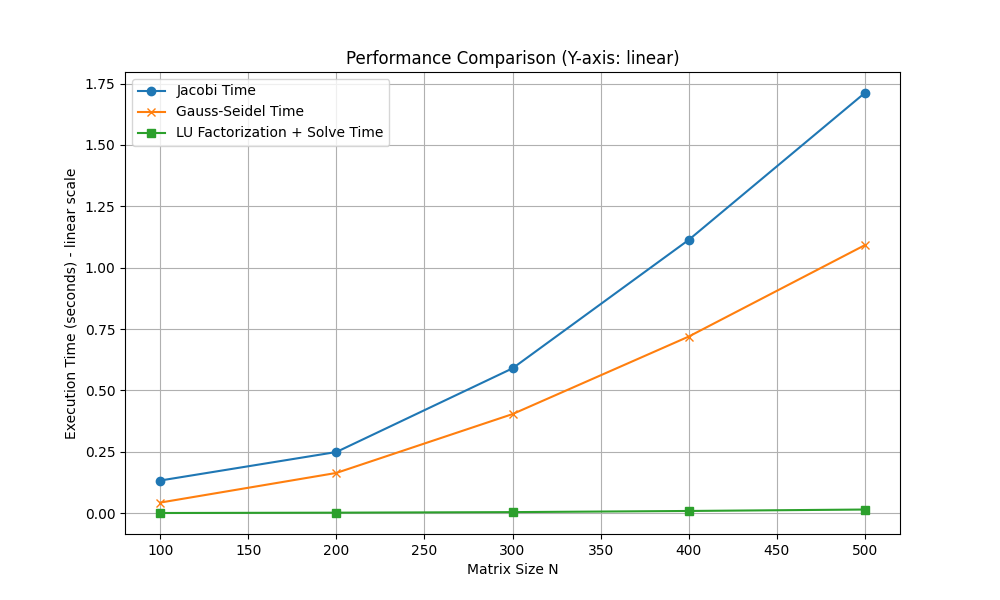 Performance Comparison (Y-axis: linear)
Jacobi Time
Gauss-Seidel Time
LU Factorization + Solve Time
Execution Time (seconds) - linear scale
1.75
1.50
1.25
1.00
0.75
0.50
0.25
0.00
100 150 200 250 300 350 400 450 500
Matrix Size N